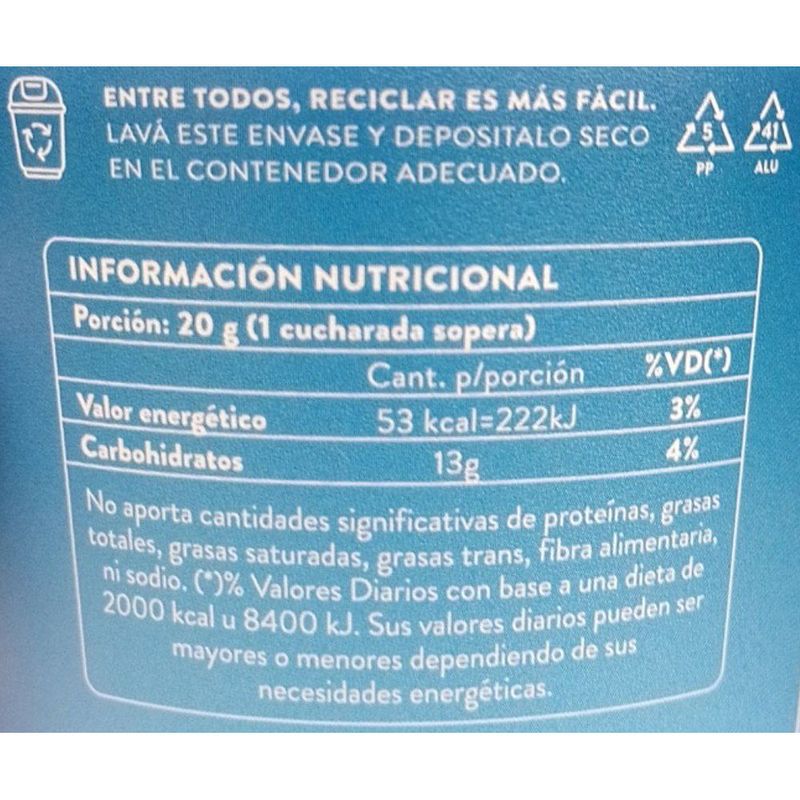 ENTRE TODOS, RECICLAR ES MÁS FÁCIL.
LAVÁ ESTE ENVASE Y DEPOSITALO SECO
EN EL CONTENEDOR ADECUADO.
5
PP
41
ALU
INFORMACIÓN NUTRICIONAL
Porción: 20 g (1 cucharada sopera)
Cant. p/porción %VD(*)
Valor energético 53 kcal=222kJ 3%
Carbohidratos 13g 4%
No aporta cantidades significativas de proteínas, grasas
totales, grasas saturadas, grasas trans, fibra alimentaria,
ni sodio. (*)% Valores Diarios con base a una dieta de
2000 kcal u 8400 kJ. Sus valores diarios pueden ser
mayores o menores dependiendo de sus
necesidades energéticas.